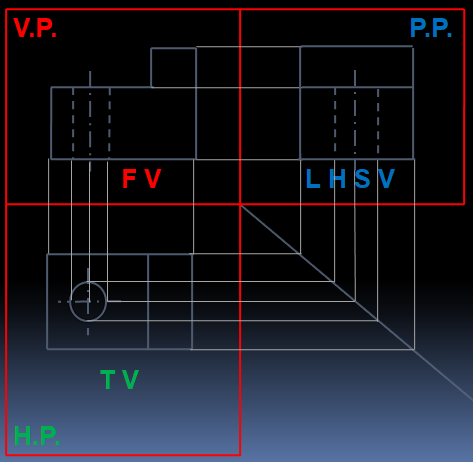 V.P.
P.P.
F V
L H S V
T V
H.P.